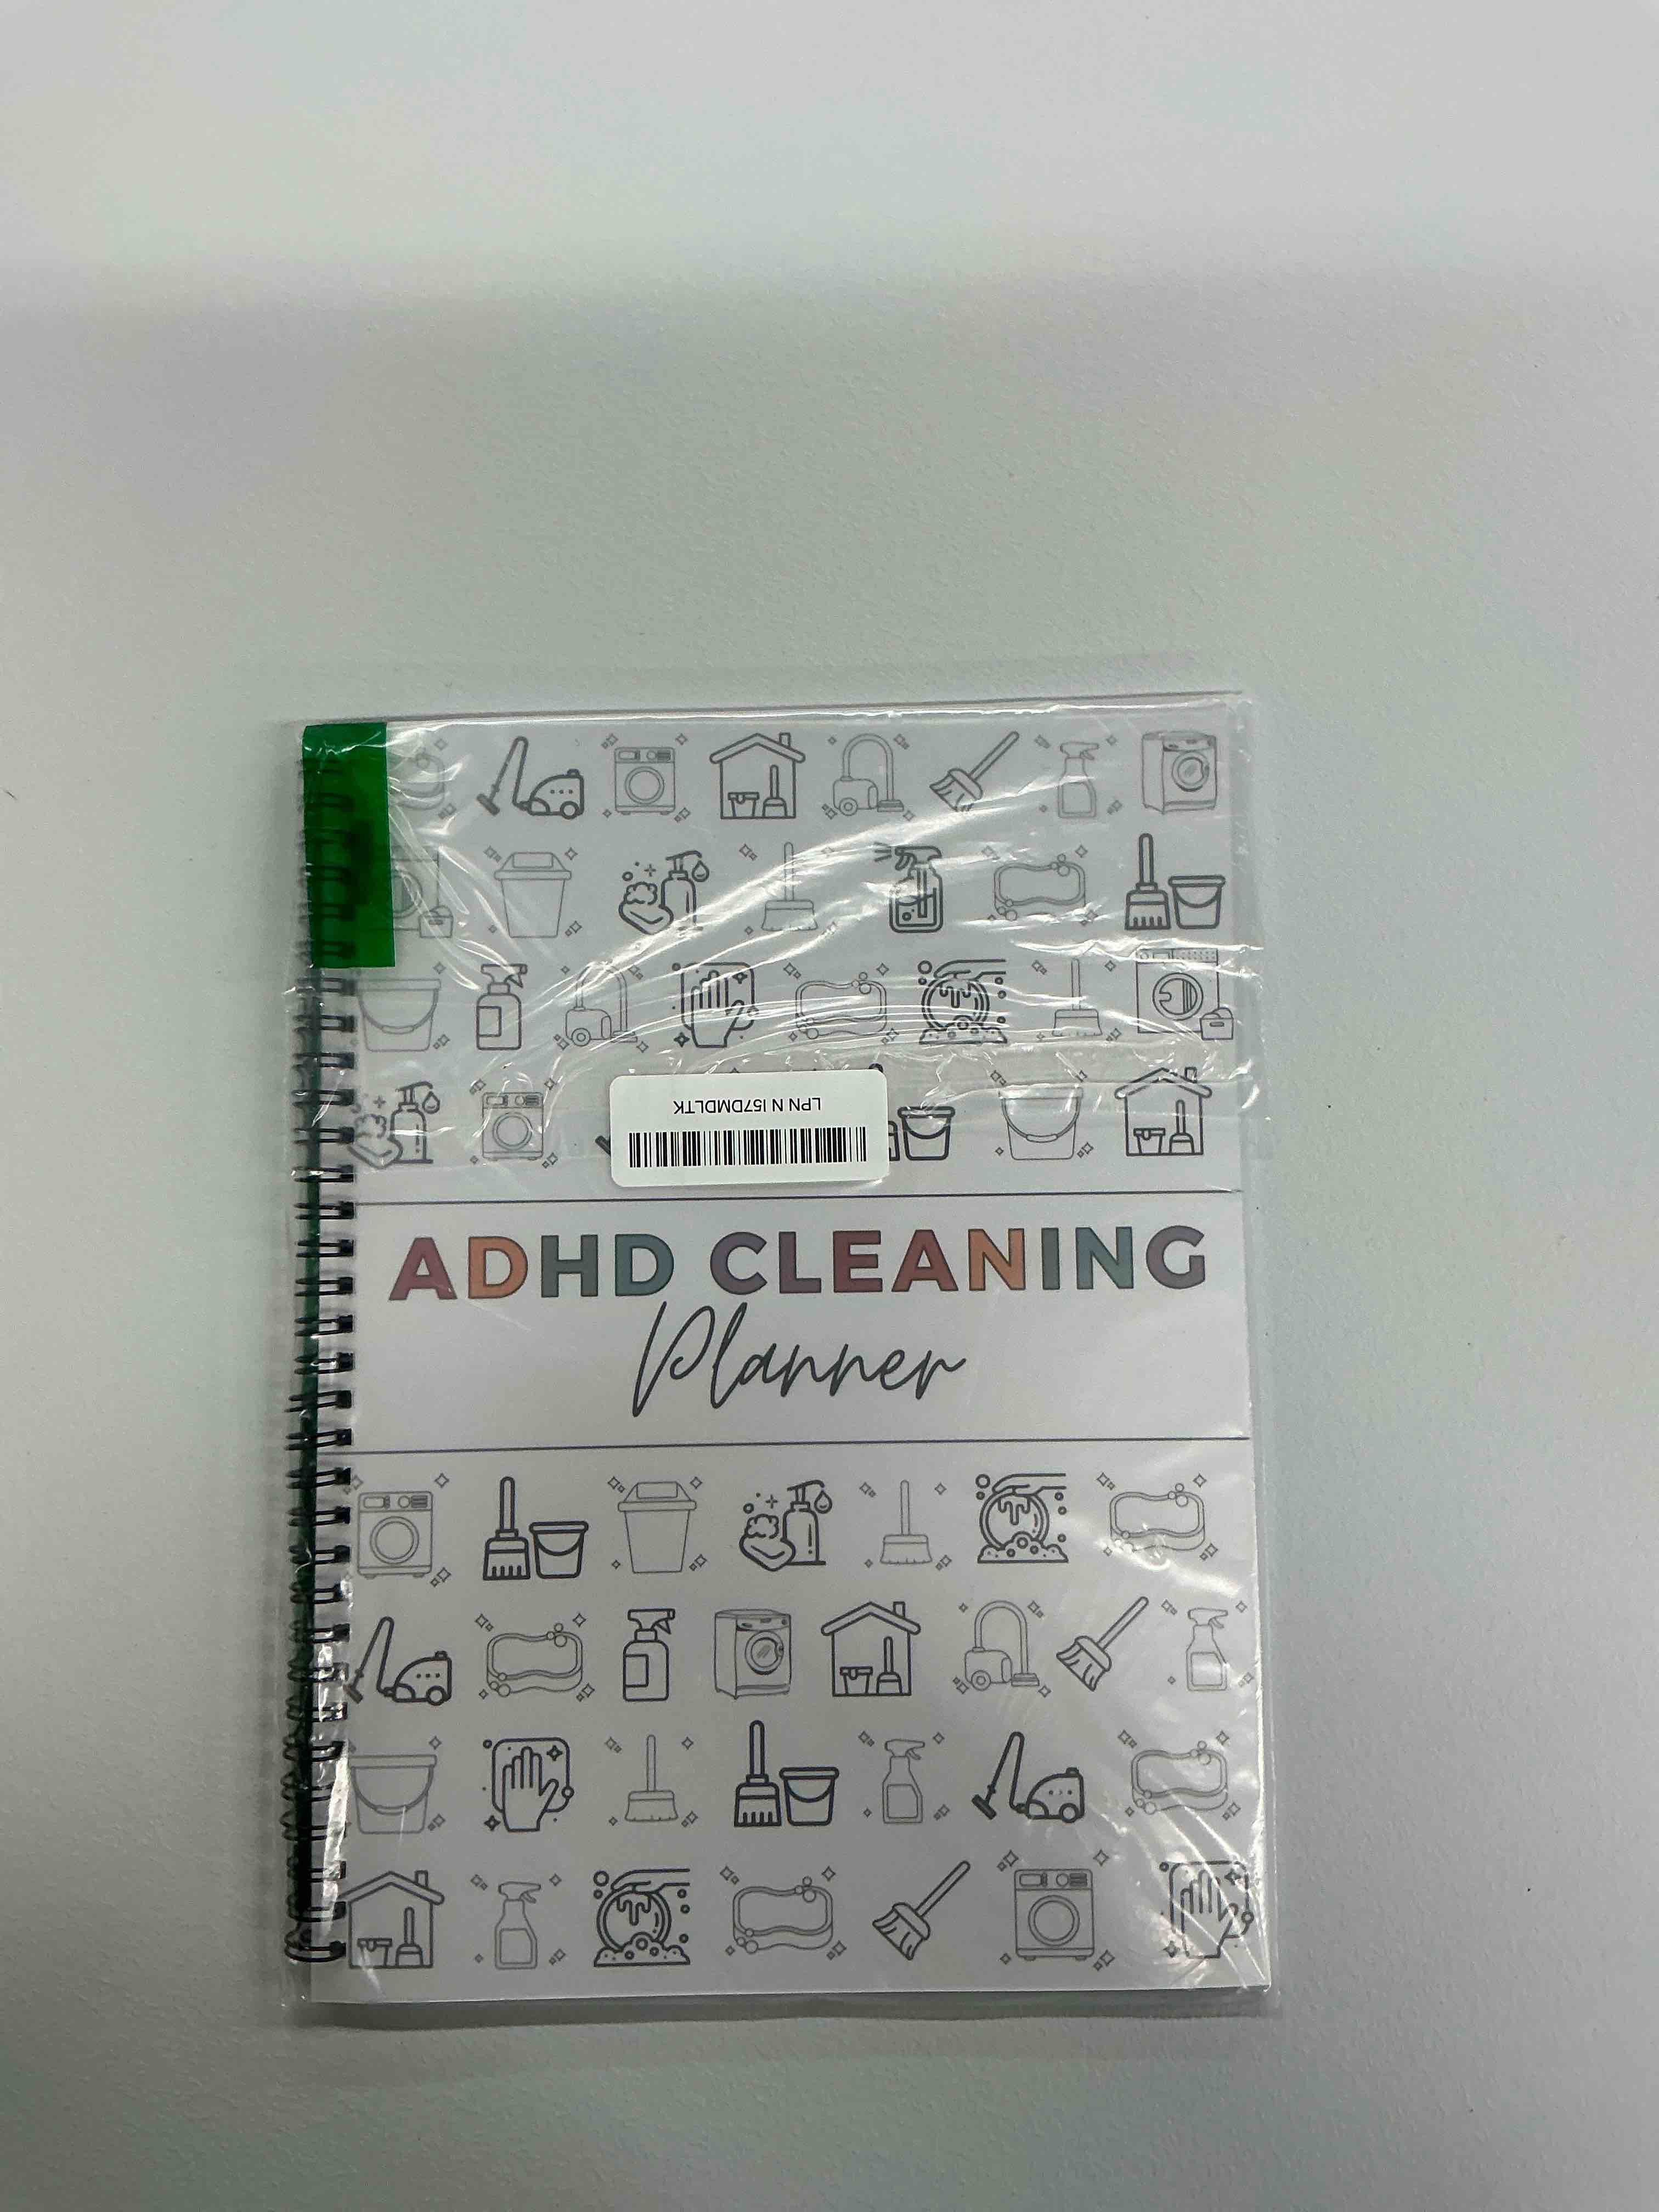 LPN N I57DMDLTK
ADHD CLEANING
Planner